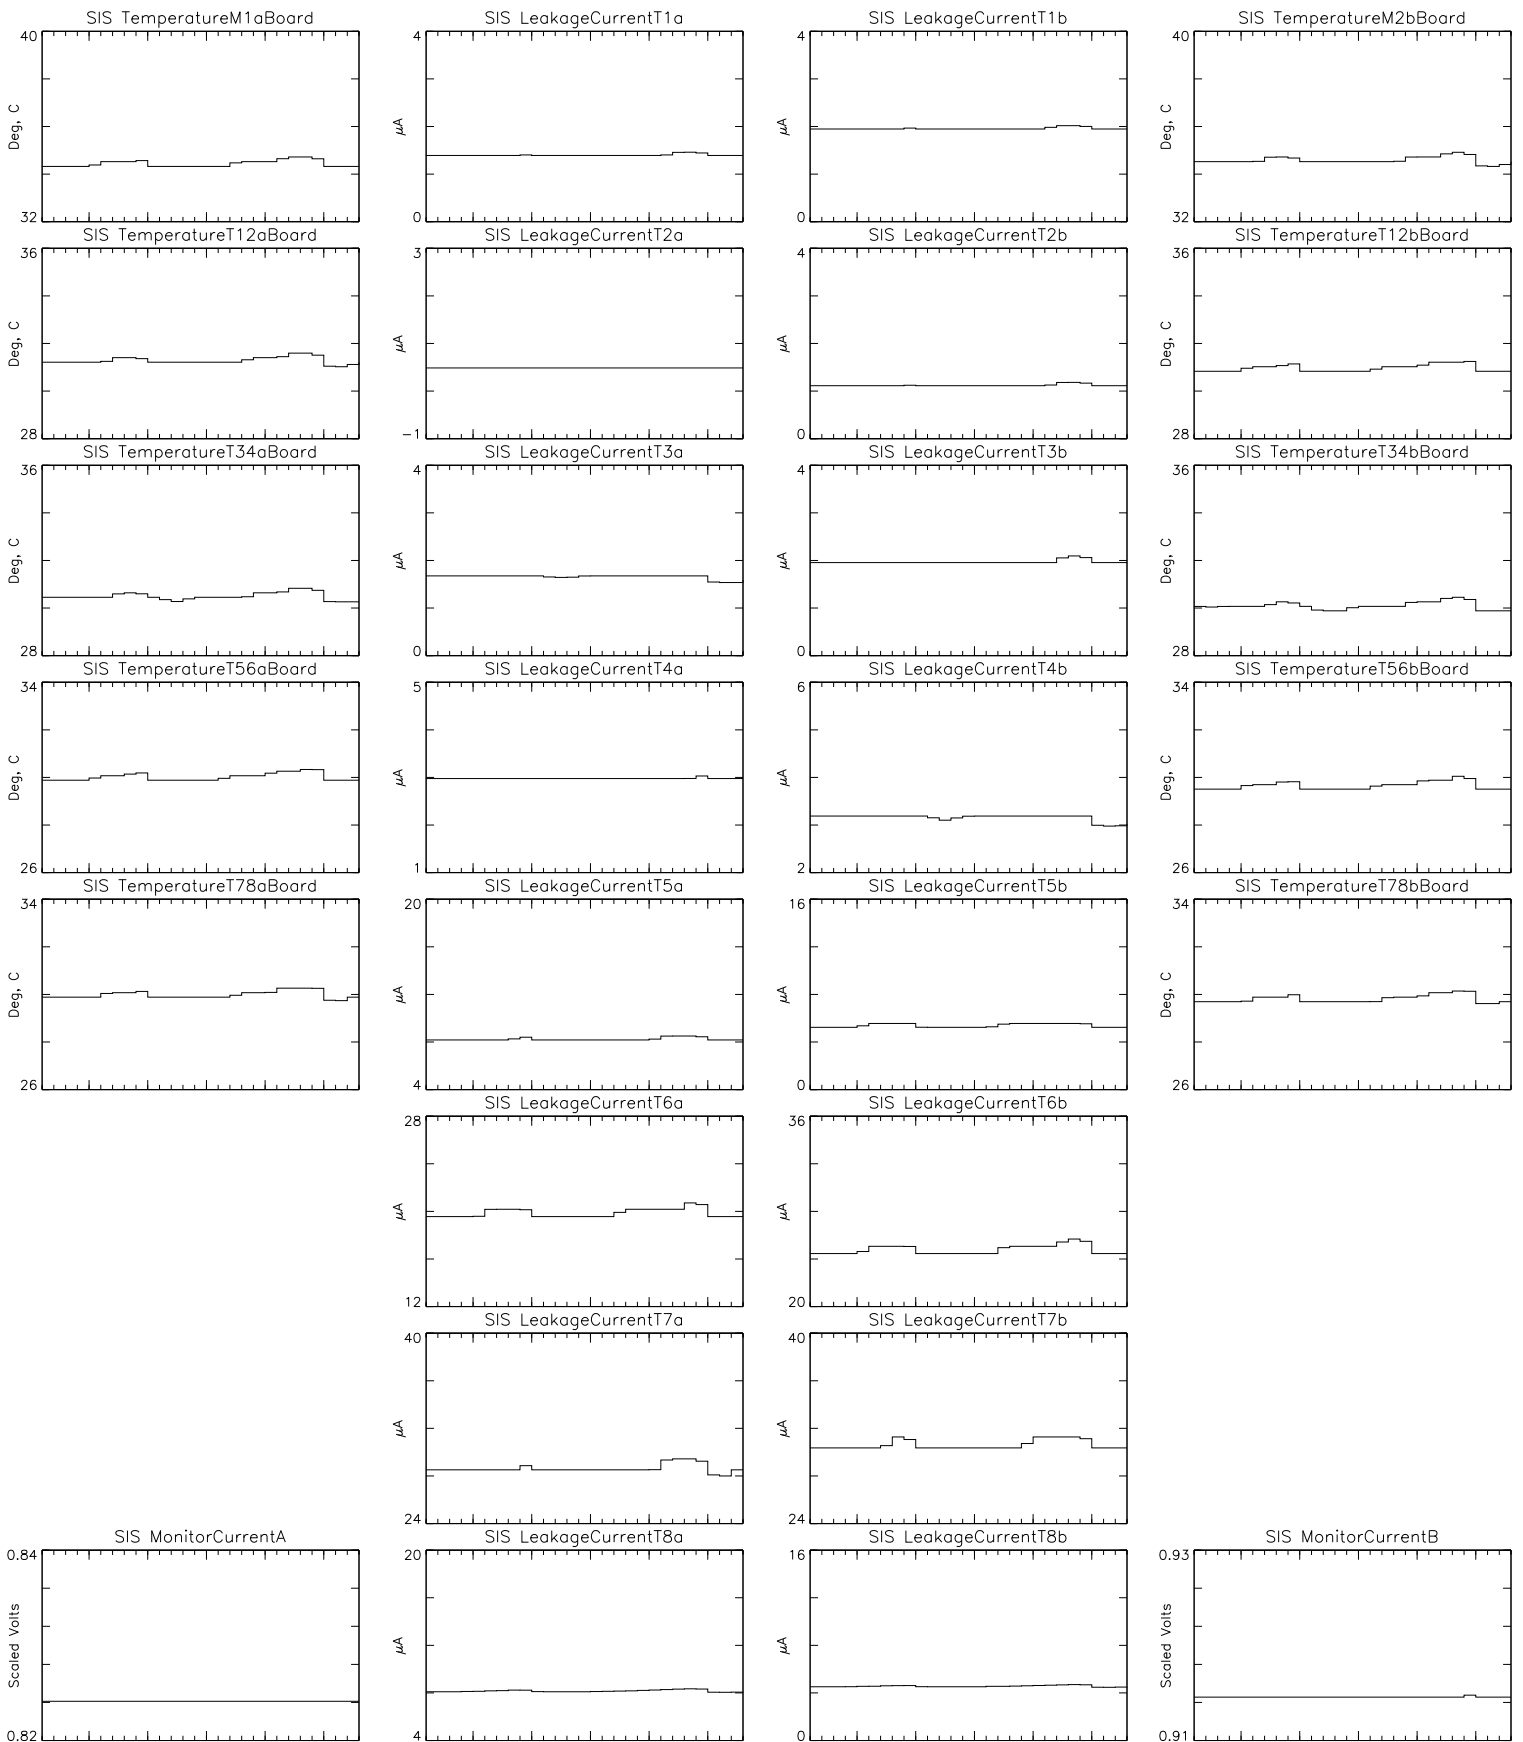 SIS TemperatureM1aBoard
40
Deg, C
32
SIS LeakageCurrentT1a
4
μA
0
SIS LeakageCurrentT1b
4
μA
0
SIS TemperatureM2bBoard
40
Deg, C
32
SIS TemperatureT12aBoard
36
Deg, C
28
SIS LeakageCurrentT2a
3
μA
−1
SIS LeakageCurrentT2b
4
μA
0
SIS TemperatureT12bBoard
36
Deg, C
28
SIS TemperatureT34aBoard
36
Deg, C
28
SIS LeakageCurrentT3a
4
μA
0
SIS LeakageCurrentT3b
4
μA
0
SIS TemperatureT34bBoard
36
Deg, C
28
SIS TemperatureT56aBoard
34
Deg, C
26
SIS LeakageCurrentT4a
5
μA
1
SIS LeakageCurrentT4b
6
μA
2
SIS TemperatureT56bBoard
34
Deg, C
26
SIS TemperatureT78aBoard
34
Deg, C
26
SIS LeakageCurrentT5a
20
μA
4
SIS LeakageCurrentT5b
16
μA
0
SIS TemperatureT78bBoard
34
Deg, C
26
SIS LeakageCurrentT6a
28
μA
12
SIS LeakageCurrentT6b
36
μA
20
SIS LeakageCurrentT7a
40
μA
24
SIS LeakageCurrentT7b
40
μA
24
SIS MonitorCurrentA
0.84
Scaled Volts
0.82
SIS LeakageCurrentT8a
20
μA
4
SIS LeakageCurrentT8b
16
μA
0
SIS MonitorCurrentB
0.93
Scaled Volts
0.91